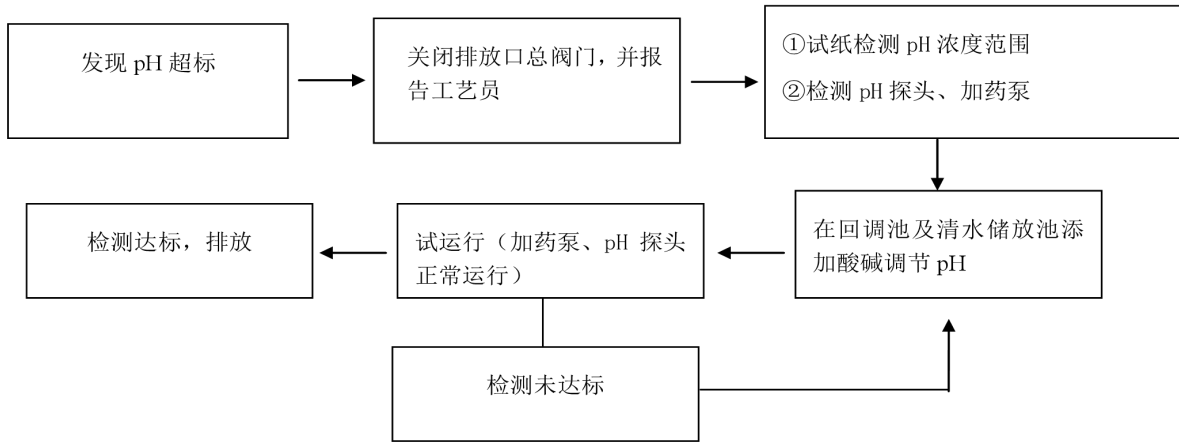 发现 pH 超标
关闭排放口总阀门，并报
告工艺员
①试纸检测 pH 浓度范围
②检测 pH 探头、加药泵
检测达标，排放
试运行（加药泵、pH 探头
正常运行）
在回调池及清水储放池添
加酸碱调节 pH
检测未达标